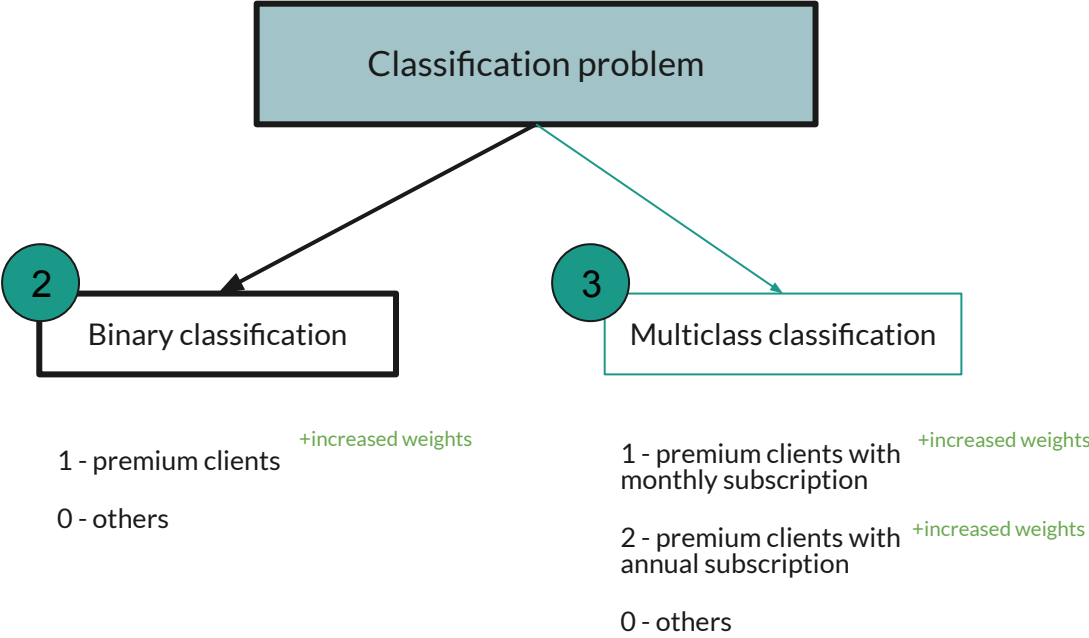 Classification problem
2
Binary classification
3
Multiclass classification
+increased weights
1 - premium clients
0 - others
+increased weights
1 - premium clients with
monthly subscription
+increased weights
2 - premium clients with
annual subscription
0 - others